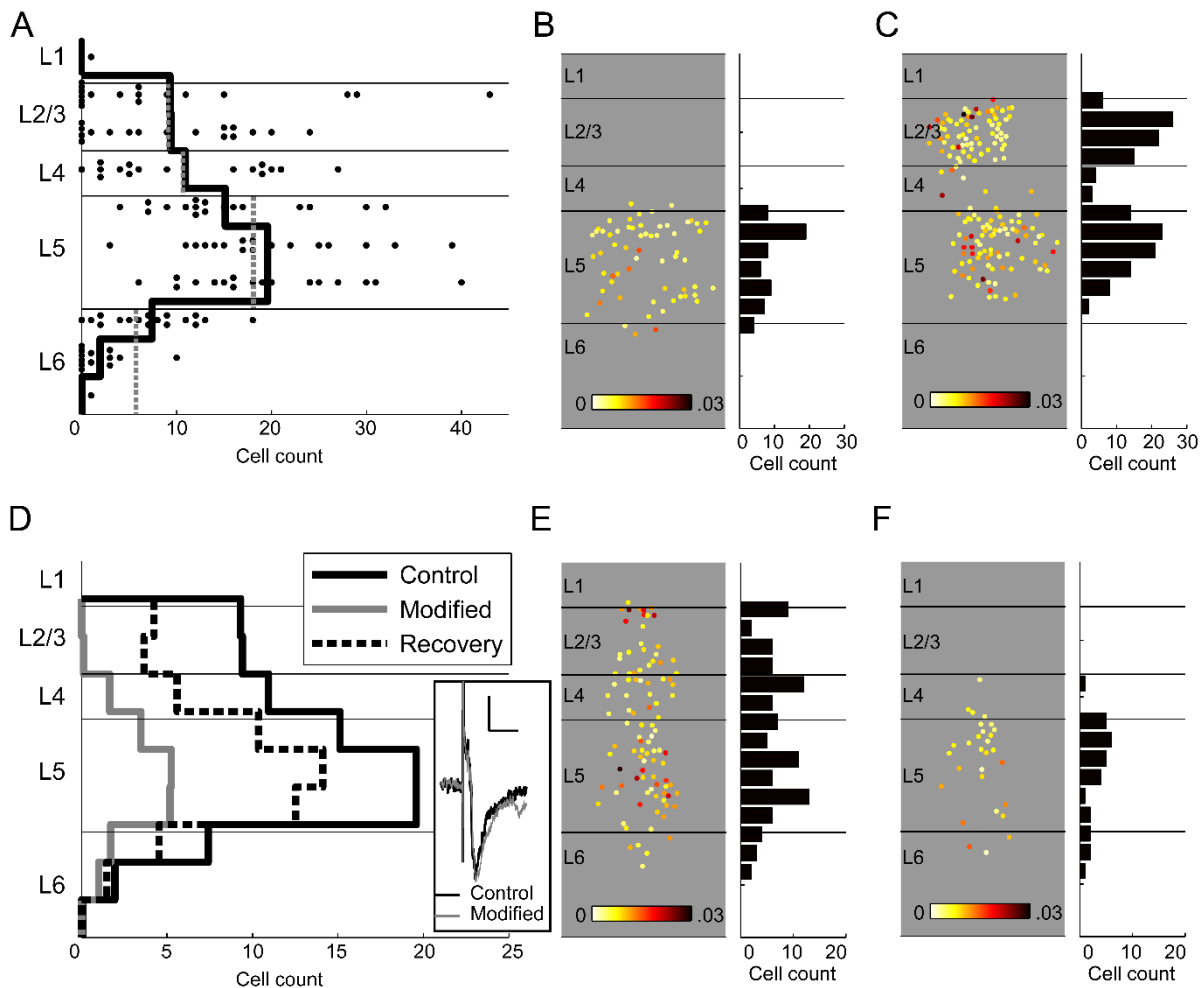 A
L1
L2/3
L4
L5
L6
0 10 20 30 40
Cell count
B
L1
L2/3
L4
L5
L6
0 .03
0 10 20 30
Cell count
C
L1
L2/3
L4
L5
L6
0 .03
0 10 20 30
Cell count
D
L1
L2/3
L4
L5
L6
Control
Modified
Recovery
Control
Modified
0 5 10 15 20 25
Cell count
E
L1
L2/3
L4
L5
L6
0 .03
0 10 20
Cell count
F
L1
L2/3
L4
L5
L6
0 .03
0 10 20
Cell count